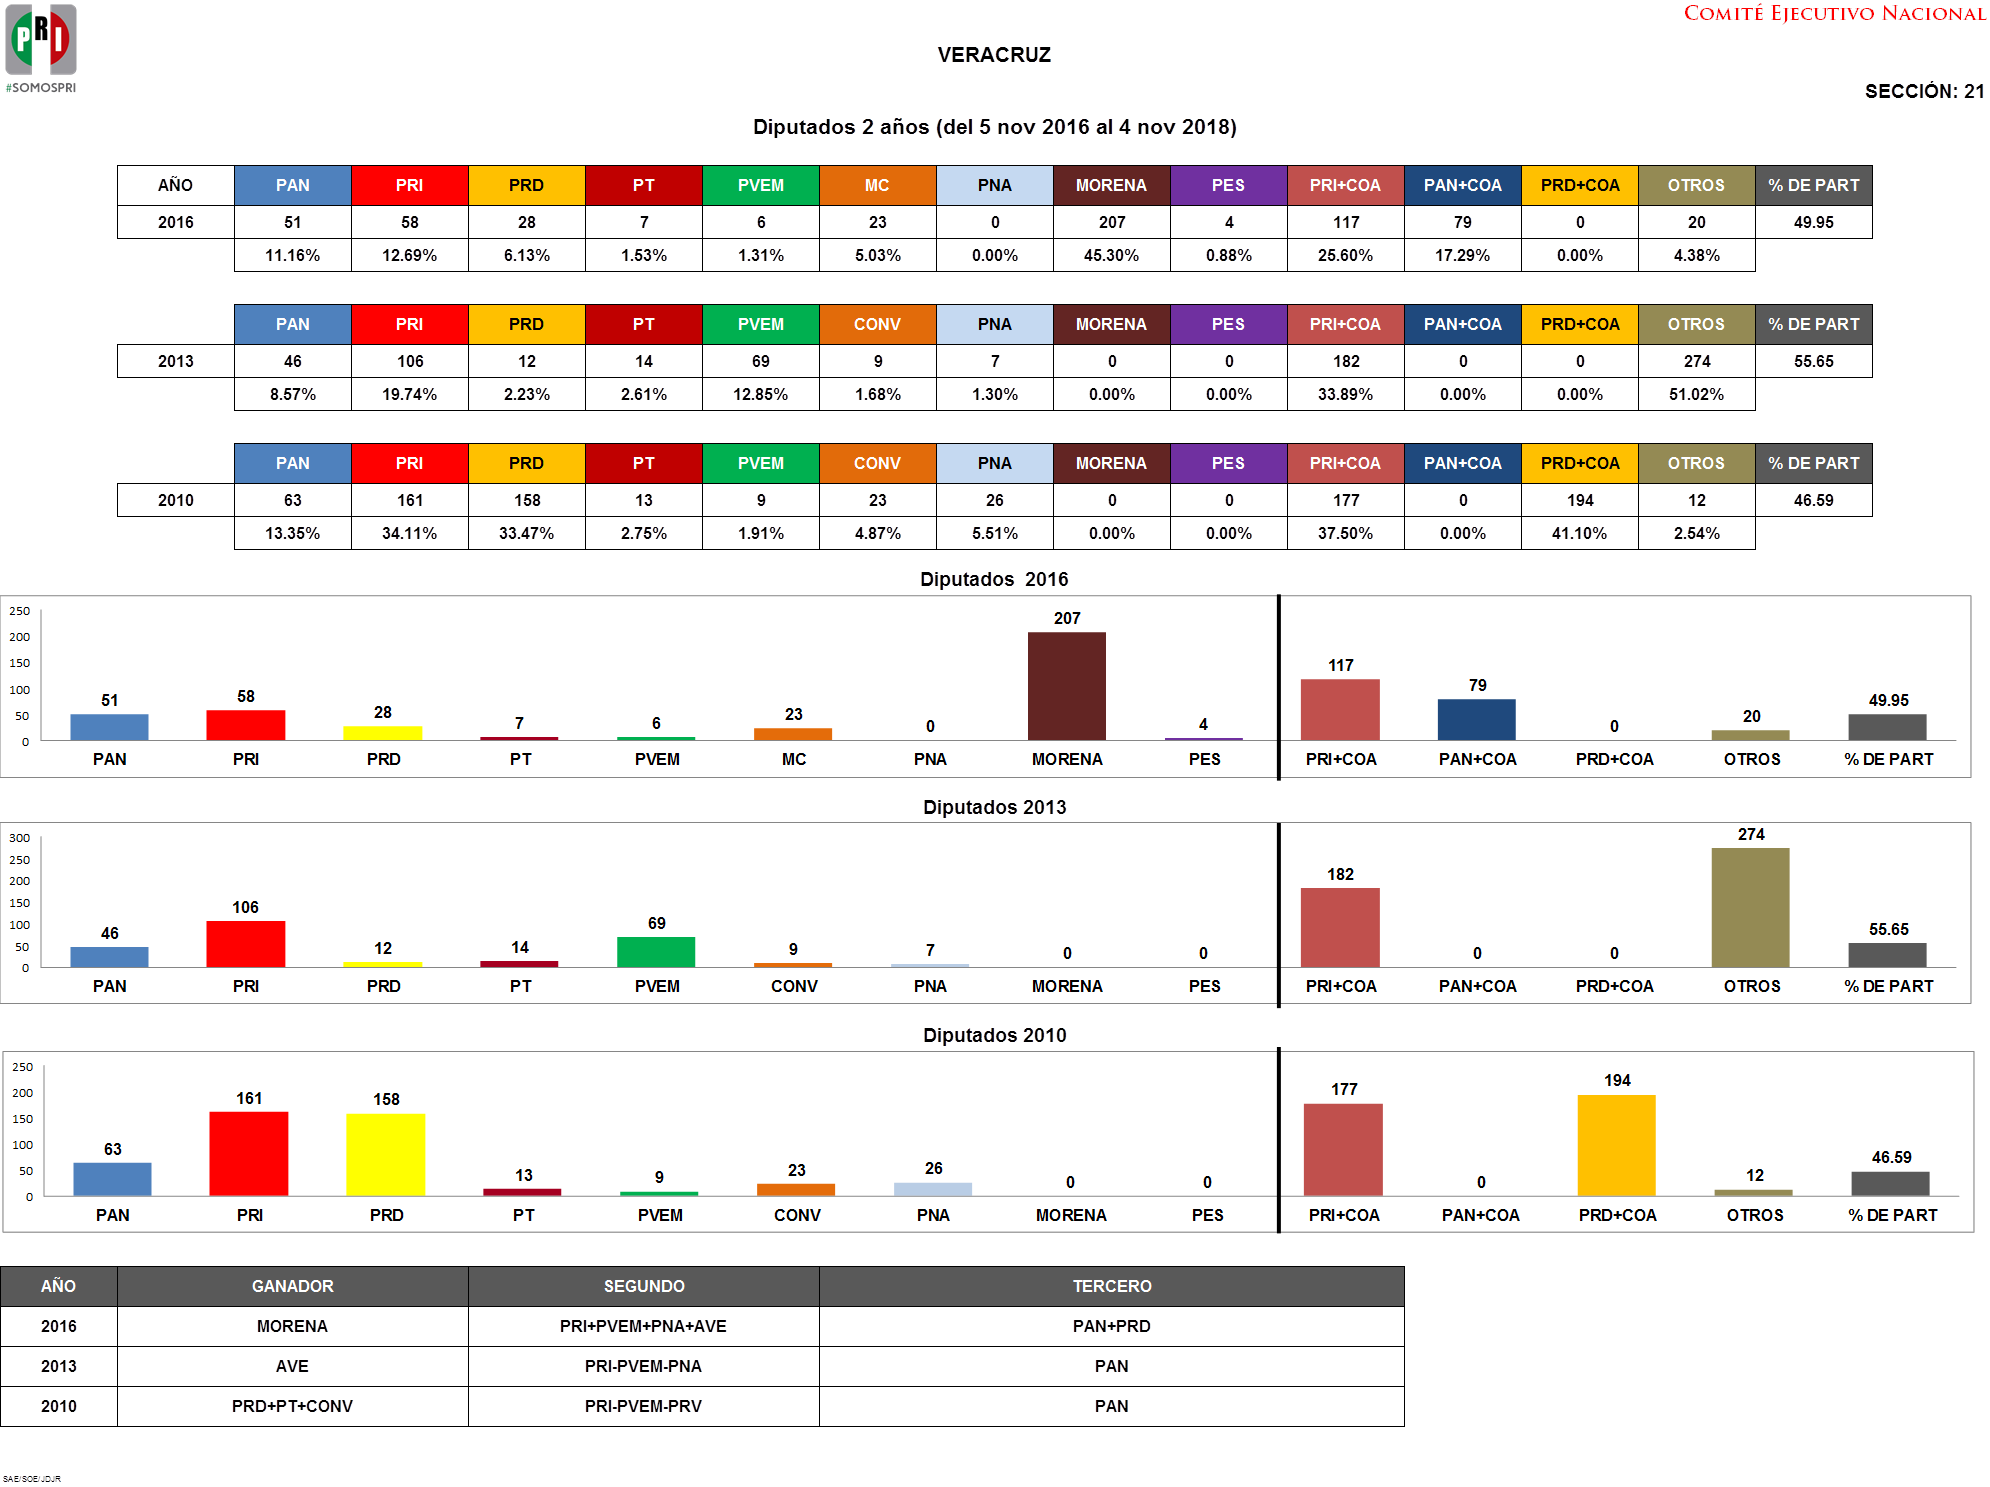 COMITÉ EJECUTIVO NACIONAL
PRI
#SOMOSPRI
VERACRUZ
SECCIÓN: 21
Diputados 2 años (del 5 nov 2016 al 4 nov 2018)
AÑO PAN PRI PRD PT PVEM MC PNA MORENA PES PRI+COA PAN+COA PRD+COA OTROS % DE PART
2016 51 58 28 7 6 23 0 207 4 117 79 0 20 49.95
11.16% 12.69% 6.13% 1.53% 1.31% 5.03% 0.00% 45.30% 0.88% 25.60% 17.29% 0.00% 4.38%
PAN PRI PRD PT PVEM CONV PNA MORENA PES PRI+COA PAN+COA PRD+COA OTROS % DE PART
2013 46 106 12 14 69 9 7 0 0 182 0 0 274 55.65
8.57% 19.74% 2.23% 2.61% 12.85% 1.68% 1.30% 0.00% 0.00% 33.89% 0.00% 0.00% 51.02%
PAN PRI PRD PT PVEM CONV PNA MORENA PES PRI+COA PAN+COA PRD+COA OTROS % DE PART
2010 63 161 158 13 9 23 26 0 0 177 0 194 12 46.59
13.35% 34.11% 33.47% 2.75% 1.91% 4.87% 5.51% 0.00% 0.00% 37.50% 0.00% 41.10% 2.54%
Diputados 2016
250
200
150
100
50
0
51 58 28 7 6 23 0 207 4 117 79 0 20 49.95
PAN PRI PRD PT PVEM MC PNA MORENA PES PRI+COA PAN+COA PRD+COA OTROS % DE PART
Diputados 2013
300
250
200
150
100
50
0
46 106 12 14 69 9 7 0 0 182 0 0 274 55.65
PAN PRI PRD PT PVEM CONV PNA MORENA PES PRI+COA PAN+COA PRD+COA OTROS % DE PART
Diputados 2010
250
200
150
100
50
0
63 161 158 13 9 23 26 0 0 177 0 194 12 46.59
PAN PRI PRD PT PVEM CONV PNA MORENA PES PRI+COA PAN+COA PRD+COA OTROS % DE PART
AÑO GANADOR SEGUNDO TERCERO
2016 MORENA PRI+PVEM+PNA+AVE PAN+PRD
2013 AVE PRI-PVEM-PNA PAN
2010 PRD+PT+CONV PRI-PVEM-PRV PAN
SAE/SOE/JDJR